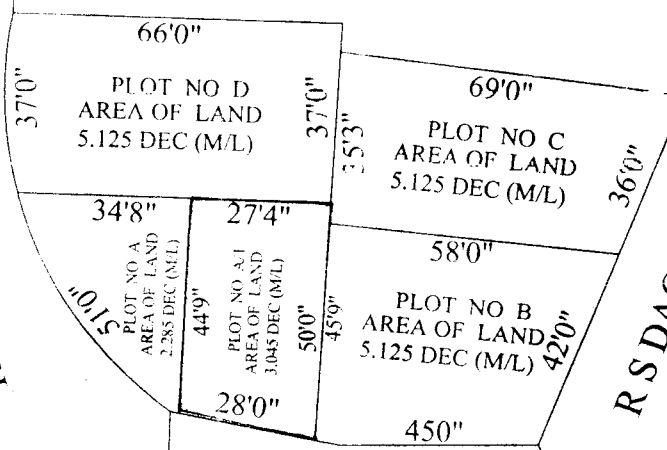 66'0"
37'0"
PLOT NO D
AREA OF LAND
5.125 DEC (M/L)
37'0"
69'0"
35'3"
PLOT NO C
AREA OF LAND
5.125 DEC (M/L)
36'0"
34'8"
27'4"
58'0"
51'0"
PLOT NO A
AREA OF LAND
2.285 DEC (M/L)
44'9"
PLOT NO A/1
AREA OF LAND
3.045 DEC (M/L)
50'0"
45'9"
PLOT NO B
AREA OF LAND
5.125 DEC (M/L)
42'0"
28'0"
450"
R S DAG